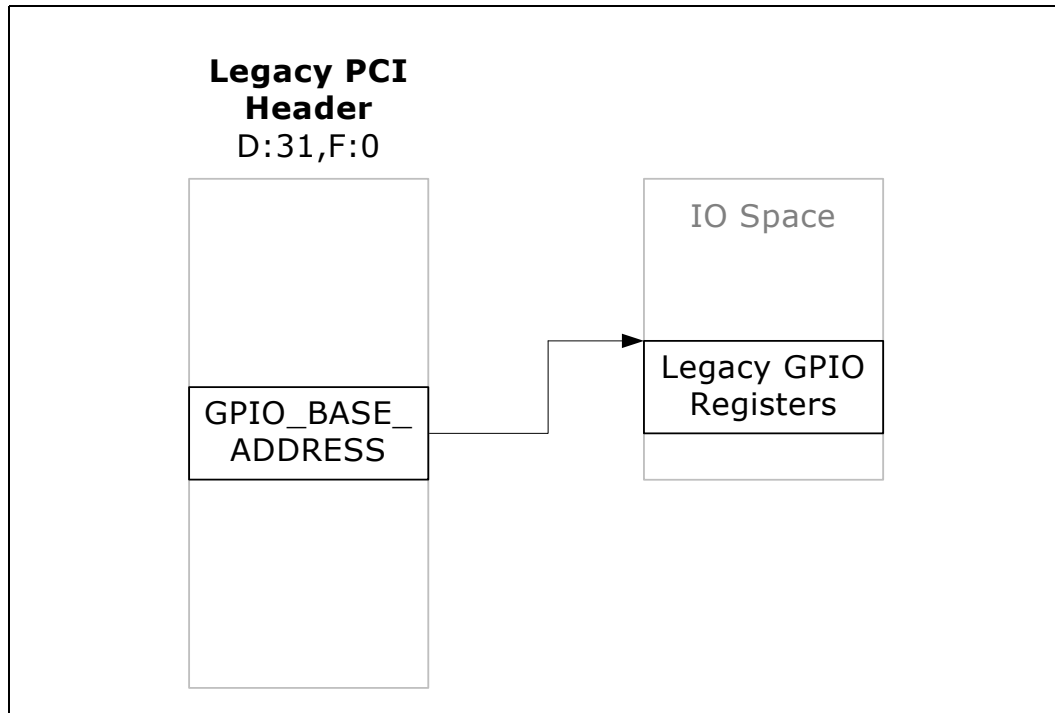 Legacy PCI
Header
D:31,F:0
IO Space
Legacy GPIO
Registers
GPIO_BASE_
ADDRESS